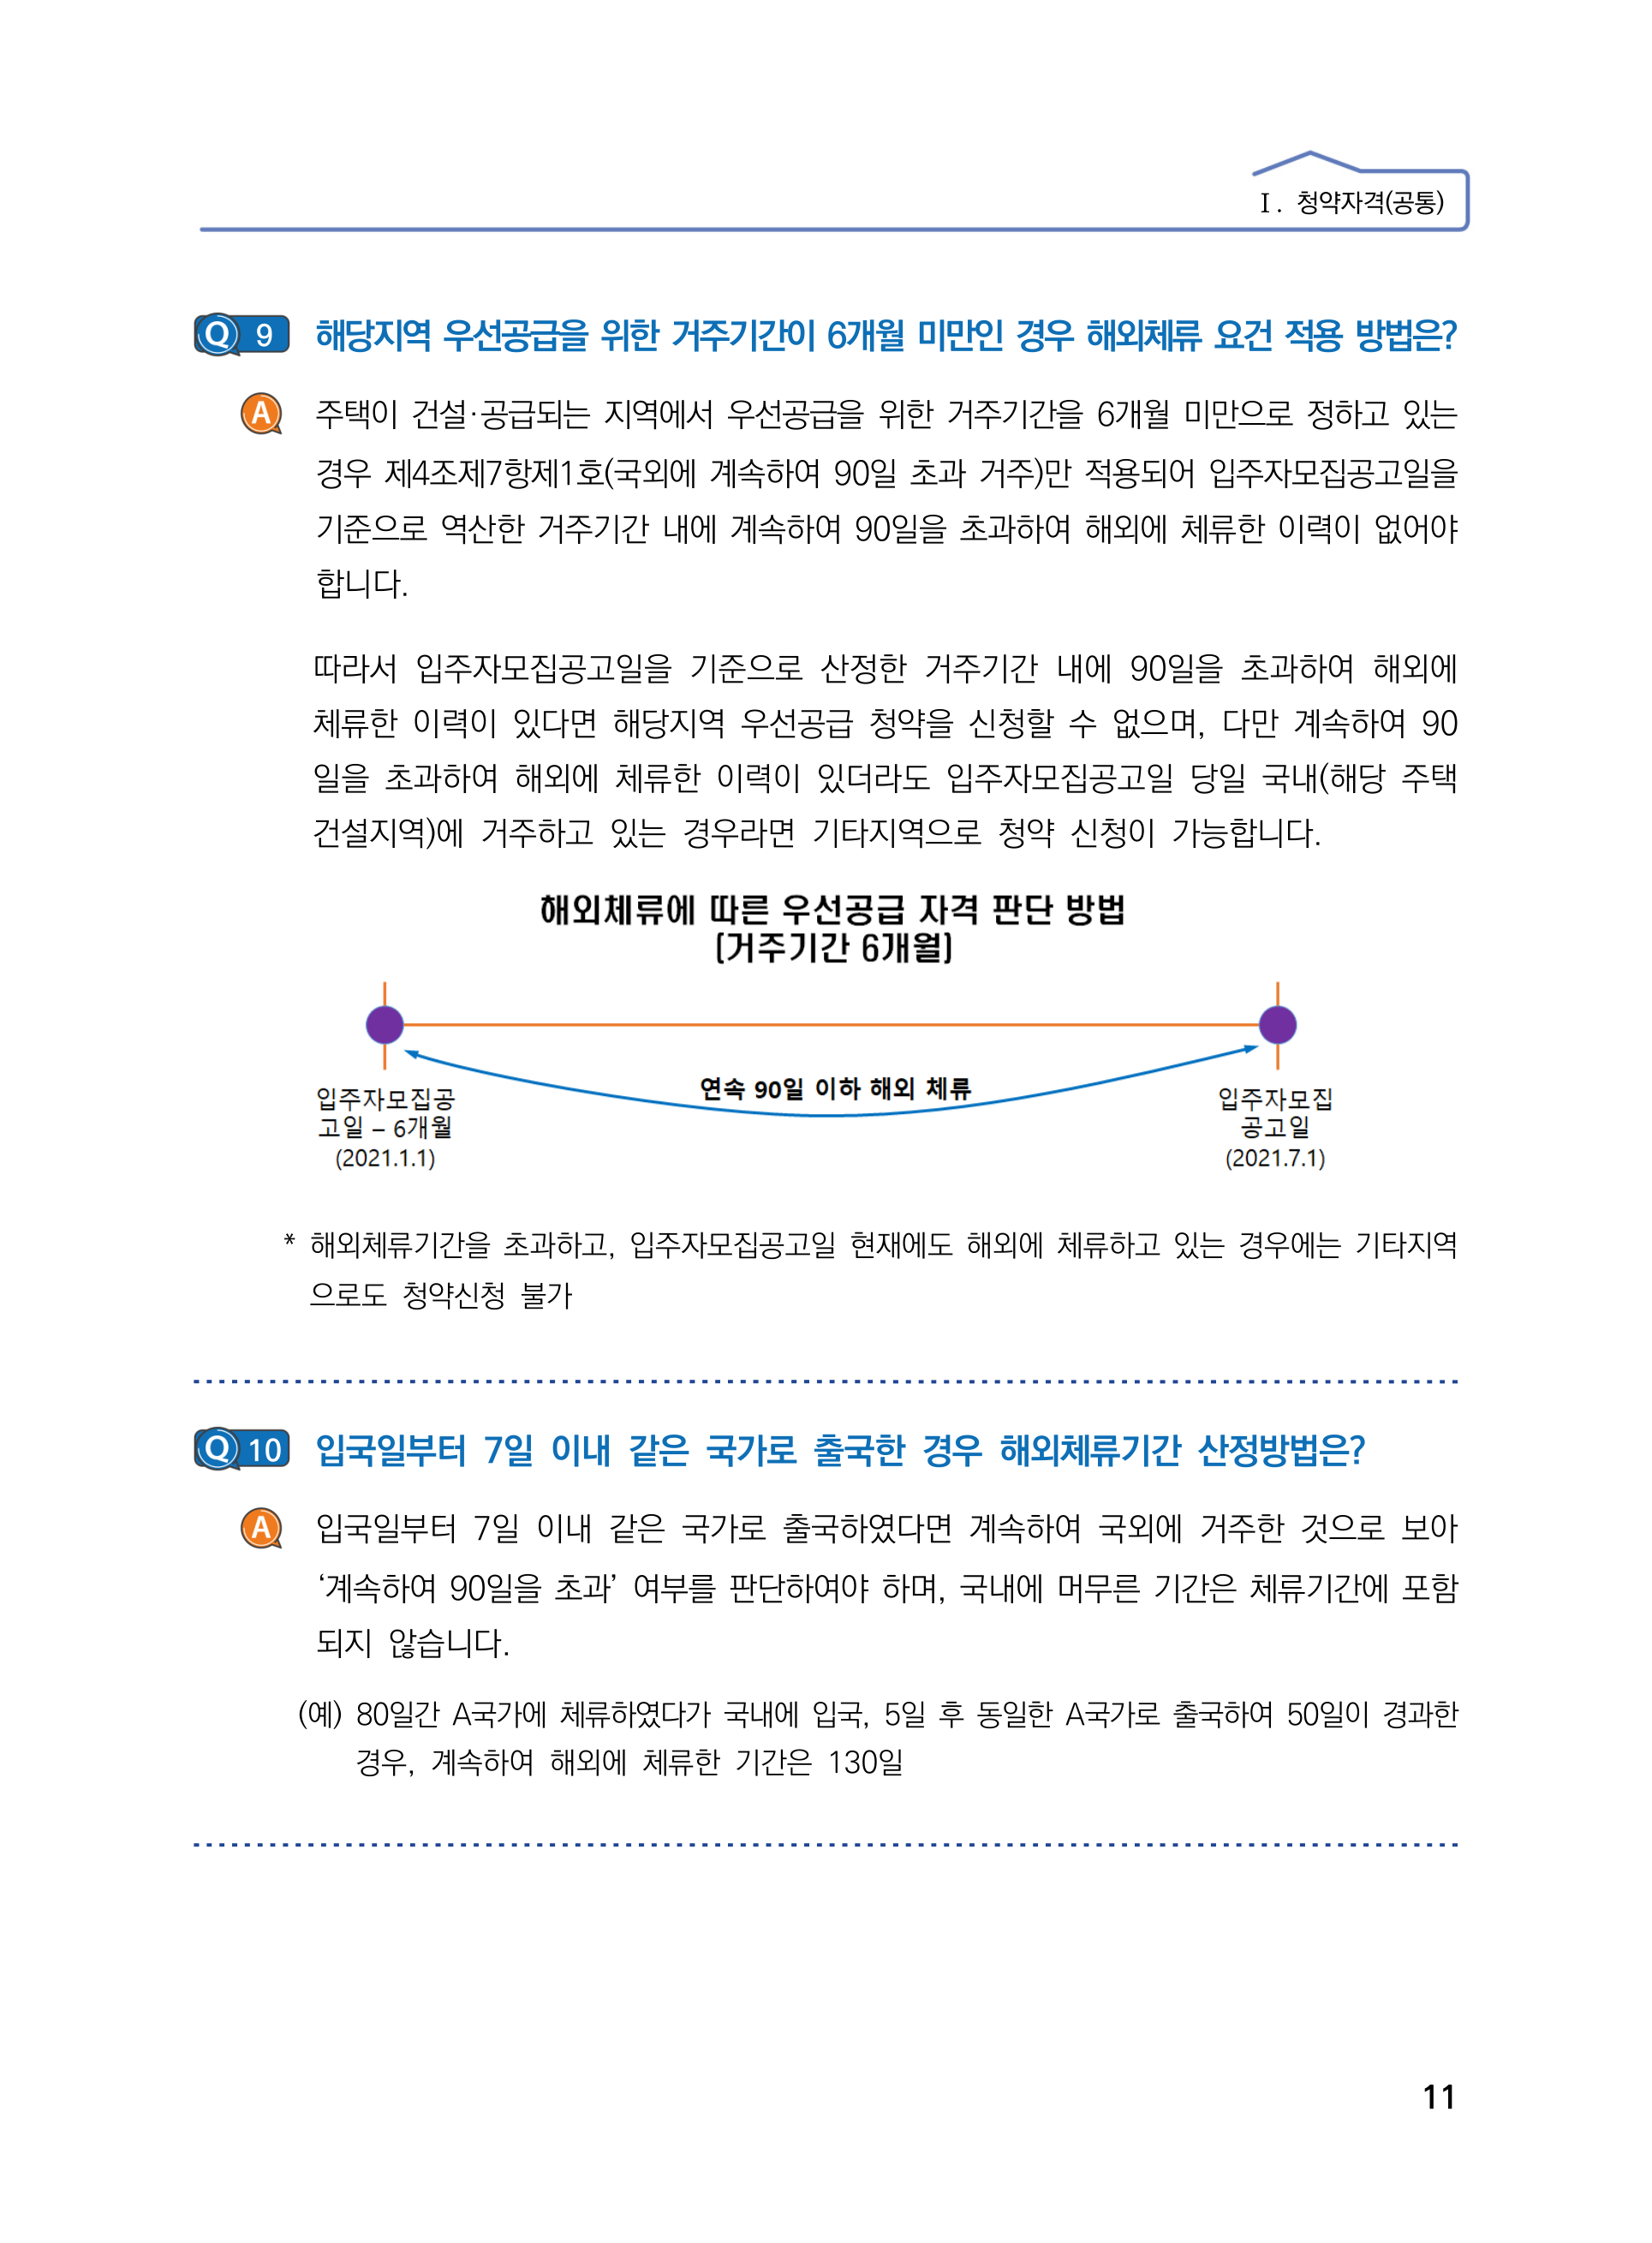 Ⅰ. 청약자격(공통)
Q 9 해당지역 우선공급을 위한 거주기간이 6개월 미만인 경우 해외체류 요건 적용 방법은?
A 주택이 건설·공급되는 지역에서 우선공급을 위한 거주기간을 6개월 미만으로 정하고 있는
경우 제4조제7항제1호(국외에 계속하여 90일 초과 거주)만 적용되어 입주자모집공고일을
기준으로 역산한 거주기간 내에 계속하여 90일을 초과하여 해외에 체류한 이력이 없어야
합니다.
따라서 입주자모집공고일을 기준으로 산정한 거주기간 내에 90일을 초과하여 해외에
체류한 이력이 있다면 해당지역 우선공급 청약을 신청할 수 없으며, 다만 계속하여 90
일을 초과하여 해외에 체류한 이력이 있더라도 입주자모집공고일 당일 국내(해당 주택
건설지역)에 거주하고 있는 경우라면 기타지역으로 청약 신청이 가능합니다.
해외체류에 따른 우선공급 자격 판단 방법
(거주기간 6개월)
연속 90일 이하 해외 체류
입주자모집공
고일 – 6개월
(2021.1.1)
입주자모집
공고일
(2021.7.1)
* 해외체류기간을 초과하고, 입주자모집공고일 현재에도 해외에 체류하고 있는 경우에는 기타지역
으로도 청약신청 불가
Q 10 입국일부터 7일 이내 같은 국가로 출국한 경우 해외체류기간 산정방법은?
A 입국일부터 7일 이내 같은 국가로 출국하였다면 계속하여 국외에 거주한 것으로 보아
‘계속하여 90일을 초과’ 여부를 판단하여야 하며, 국내에 머무른 기간은 체류기간에 포함
되지 않습니다.
(예) 80일간 A국가에 체류하였다가 국내에 입국, 5일 후 동일한 A국가로 출국하여 50일이 경과한
경우, 계속하여 해외에 체류한 기간은 130일
11